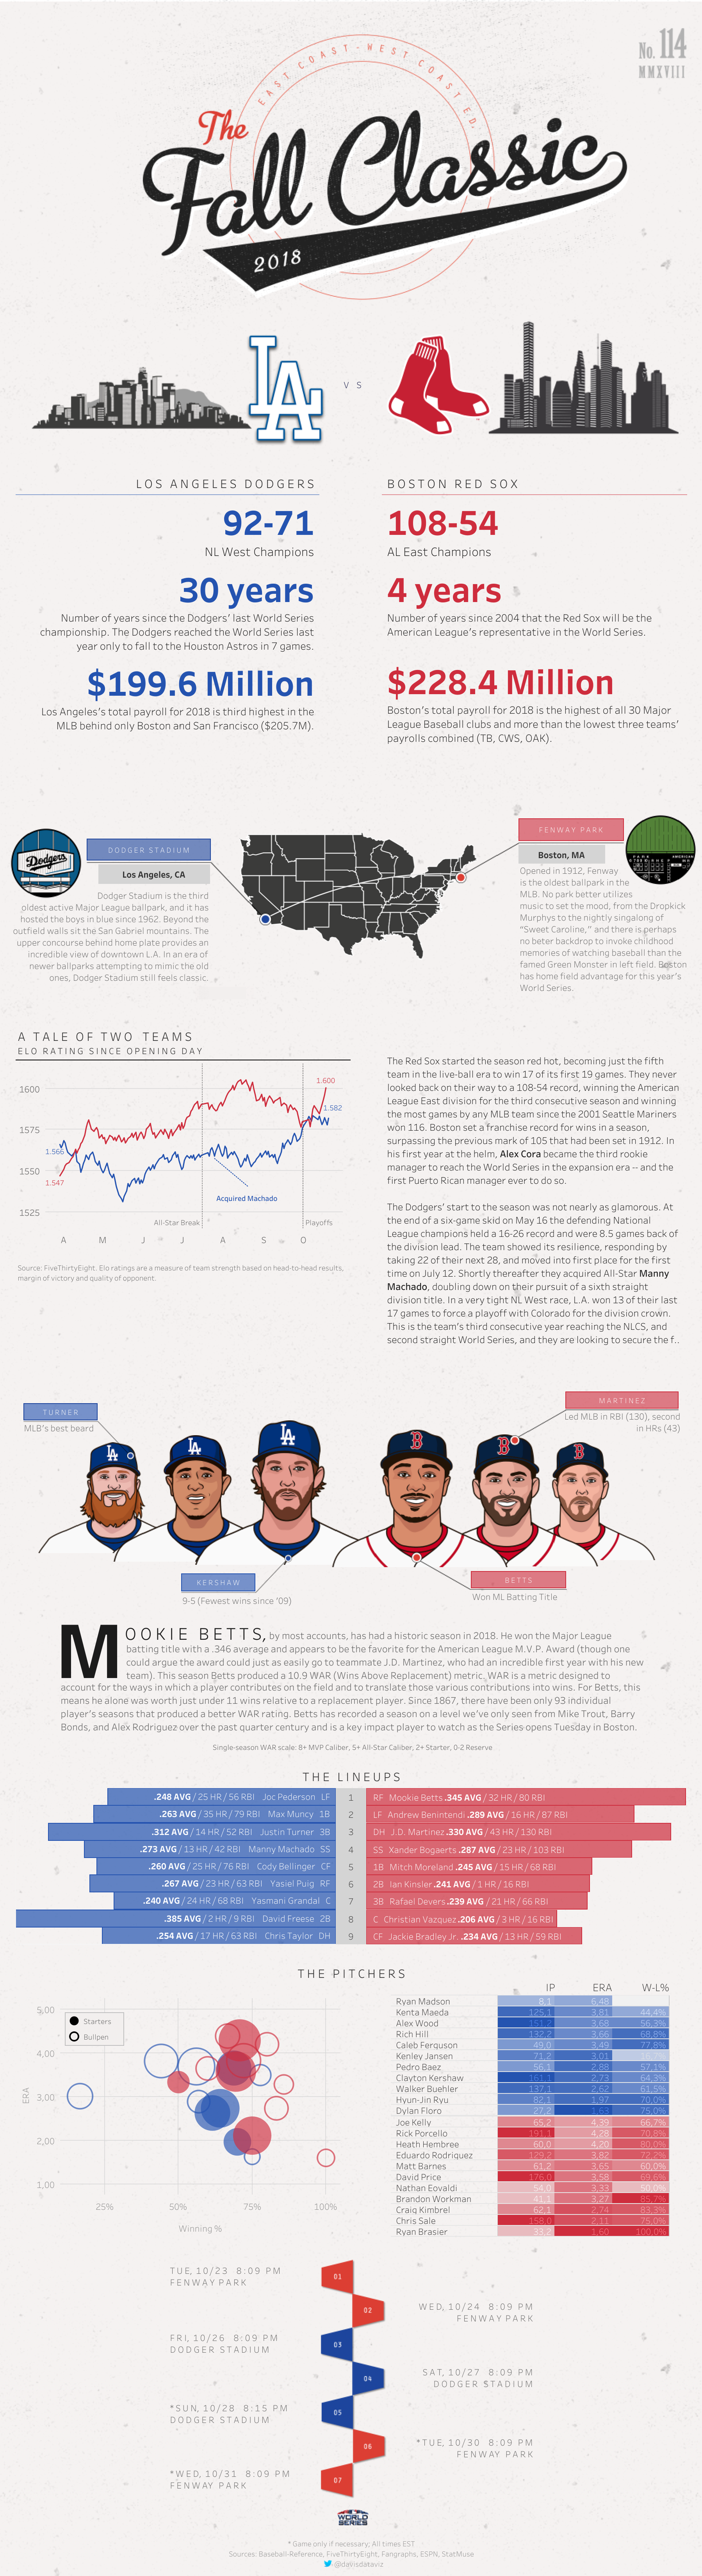 No. 114
MMXVIII
EAST COAST - WEST COAST ED.
The
Fall Classic
2018
LA
VS
LOS ANGELES DODGERS
92-71
NL West Champions
30 years
Number of years since the Dodgers' last World Series
championship. The Dodgers reached the World Series last
year only to fall to the Houston Astros in 7 games.
$199.6 Million
Los Angeles's total payroll for 2018 is third highest in the
MLB behind only Boston and San Francisco ($205.7M).
BOSTON RED SOX
108-54
AL East Champions
4 years
Number of years since 2004 that the Red Sox will be the
American League's representative in the World Series.
$228.4 Million
Boston's total payroll for 2018 is the highest of all 30 Major
League Baseball clubs and more than the lowest three teams'
payrolls combined (TB, CWS, OAK).
Dodgers
DODGER STADIUM
Los Angeles, CA
Dodger Stadium is the third
oldest active Major League ballpark, and it has
hosted the boys in blue since 1962. Beyond the
outfield walls sit the San Gabriel mountains. The
upper concourse behind home plate provides an
incredible view of downtown L.A. In an era of
newer ballparks attempting to mimic the old
ones, Dodger Stadium still feels classic.
FENWAY PARK
Boston, MA
Opened in 1912, Fenway
is the oldest ballpark in the
MLB. No park better utilizes
music to set the mood, from the Dropkick
Murphys to the nightly singalong of
"Sweet Caroline," and there is perhaps
no beter backdrop to invoke childhood
memories of watching baseball than the
famed Green Monster in left field. Boston
has home field advantage for this year's
World Series.
A TALE OF TWO TEAMS
ELO RATING SINCE OPENING DAY
1600
1575
1550
1525
1.566
1.547
1.600
1.582
Acquired Machado
All-Star Break
Playoffs
A M J J A S O
Source: FiveThirtyEight. Elo ratings are a measure of team strength based on head-to-head results,
margin of victory and quality of opponent.
The Red Sox started the season red hot, becoming just the fifth
team in the live-ball era to win 17 of its first 19 games. They never
looked back on their way to a 108-54 record, winning the American
League East division for the third consecutive season and winning
the most games by any MLB team since the 2001 Seattle Mariners
won 116. Boston set a franchise record for wins in a season,
surpassing the previous mark of 105 that had been set in 1912. In
his first year at the helm, Alex Cora became the third rookie
manager to reach the World Series in the expansion era -- and the
first Puerto Rican manager ever to do so.
The Dodgers' start to the season was not nearly as glamorous. At
the end of a six-game skid on May 16 the defending National
League champions held a 16-26 record and were 8.5 games back of
the division lead. The team showed its resilience, responding by
taking 22 of their next 28, and moved into first place for the first
time on July 12. Shortly thereafter they acquired All-Star Manny
Machado, doubling down on their pursuit of a sixth straight
division title. In a very tight NL West race, L.A. won 13 of their last
17 games to force a playoff with Colorado for the division crown.
This is the team's third consecutive year reaching the NLCS, and
second straight World Series, and they are looking to secure the f..
TURNER
MLB's best beard
MARTINEZ
Led MLB in RBI (130), second
in HRs (43)
KERSHAW
9-5 (Fewest wins since '09)
BETTS
Won ML Batting Title
MOOKIE BETTS, by most accounts, has had a historic season in 2018. He won the Major League
batting title with a .346 average and appears to be the favorite for the American League M.V.P. Award (though one
could argue the award could just as easily go to teammate J.D. Martinez, who had an incredible first year with his new
team). This season Betts produced a 10.9 WAR (Wins Above Replacement) metric. WAR is a metric designed to
account for the ways in which a player contributes on the field and to translate those various contributions into wins. For Betts, this
means he alone was worth just under 11 wins relative to a replacement player. Since 1867, there have been only 93 individual
player's seasons that produced a better WAR rating. Betts has recorded a season on a level we've only seen from Mike Trout, Barry
Bonds, and Alex Rodriguez over the past quarter century and is a key impact player to watch as the Series opens Tuesday in Boston.
Single-season WAR scale: 8+ MVP Caliber, 5+ All-Star Caliber, 2+ Starter, 0-2 Reserve
THE LINEUPS
.248 AVG / 25 HR / 56 RBI Joc Pederson LF 1 RF Mookie Betts .345 AVG / 32 HR / 80 RBI
.263 AVG / 35 HR / 79 RBI Max Muncy 1B 2 LF Andrew Benintendi .289 AVG / 16 HR / 87 RBI
.312 AVG / 14 HR / 52 RBI Justin Turner 3B 3 DH J.D. Martinez .330 AVG / 43 HR / 130 RBI
.273 AVG / 13 HR / 42 RBI Manny Machado SS 4 SS Xander Bogaerts .287 AVG / 23 HR / 103 RBI
.260 AVG / 25 HR / 76 RBI Cody Bellinger CF 5 1B Mitch Moreland .245 AVG / 15 HR / 68 RBI
.267 AVG / 23 HR / 63 RBI Yasiel Puig RF 6 2B Ian Kinsler .241 AVG / 1 HR / 16 RBI
.240 AVG / 24 HR / 68 RBI Yasmani Grandal C 7 3B Rafael Devers .239 AVG / 21 HR / 66 RBI
.385 AVG / 2 HR / 9 RBI David Freese 2B 8 C Christian Vazquez .206 AVG / 3 HR / 16 RBI
.254 AVG / 17 HR / 63 RBI Chris Taylor DH 9 CF Jackie Bradley Jr. .234 AVG / 13 HR / 59 RBI
THE PITCHERS
Starters
Bullpen
ERA
5,00
4,00
3,00
2,00
1,00
25% 50% 75% 100%
Winning %
IP ERA W-L%
Ryan Madson 8,1 6,48
Kenta Maeda 125,1 3,81 44,4%
Alex Wood 151,2 3,68 56,3%
Rich Hill 132,2 3,66 68,8%
Caleb Ferguson 49,0 3,49 77,8%
Kenley Jansen 71,2 3,01
Pedro Baez 56,1 2,88 57,1%
Clayton Kershaw 161,1 2,73 64,3%
Walker Buehler 137,1 2,62 61,5%
Hyun-Jin Ryu 82,1 1,97 70,0%
Dylan Floro 27,2 1,63 75,0%
Joe Kelly 65,2 4,39 66,7%
Rick Porcello 191,1 4,28 70,8%
Heath Hembree 60,0 4,20 80,0%
Eduardo Rodriguez 129,2 3,82 72,2%
Matt Barnes 61,2 3,65 60,0%
David Price 176,0 3,58 69,6%
Nathan Eovaldi 54,0 3,33 50,0%
Brandon Workman 41,1 3,27 85,7%
Craig Kimbrel 62,1 2,74 83,3%
Chris Sale 158,0 2,11 75,0%
Ryan Brasier 33,2 1,60 100,0%
TUE, 10/23 8:09 PM
FENWAY PARK
01
02
WED, 10/24 8:09 PM
FENWAY PARK
FRI, 10/26 8:09 PM
DODGER STADIUM
03
04
SAT, 10/27 8:09 PM
DODGER STADIUM
*SUN, 10/28 8:15 PM
DODGER STADIUM
05
06
*TUE, 10/30 8:09 PM
FENWAY PARK
*WED, 10/31 8:09 PM
FENWAY PARK
07
WORLD
SERIES
* Game only if necessary; All times EST
Sources: Baseball-Reference, FiveThirtyEight, Fangraphs, ESPN, StatMuse
@davisdataviz